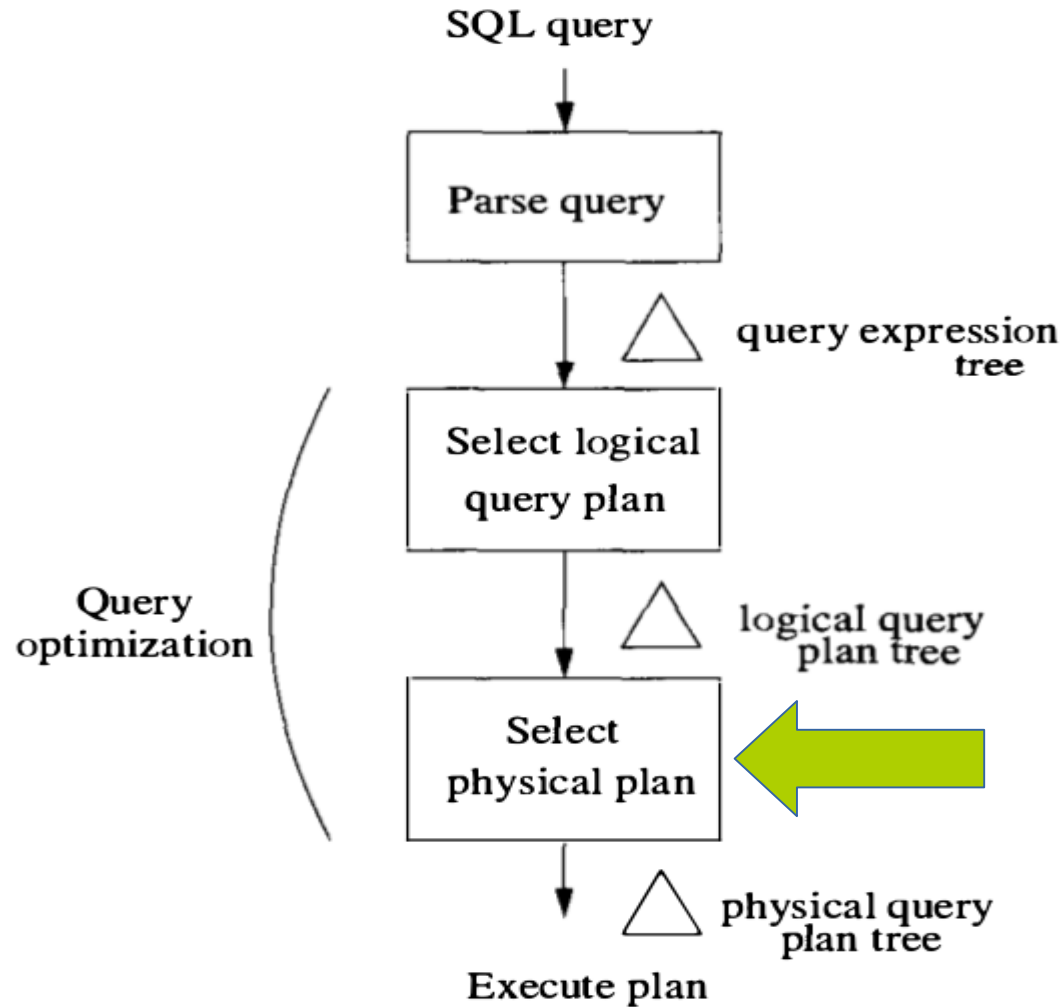 SQL query
Parse query
query expression
tree
Select logical
query plan
Query
optimization
logical query
plan tree
Select
physical plan
physical query
plan tree
Execute plan